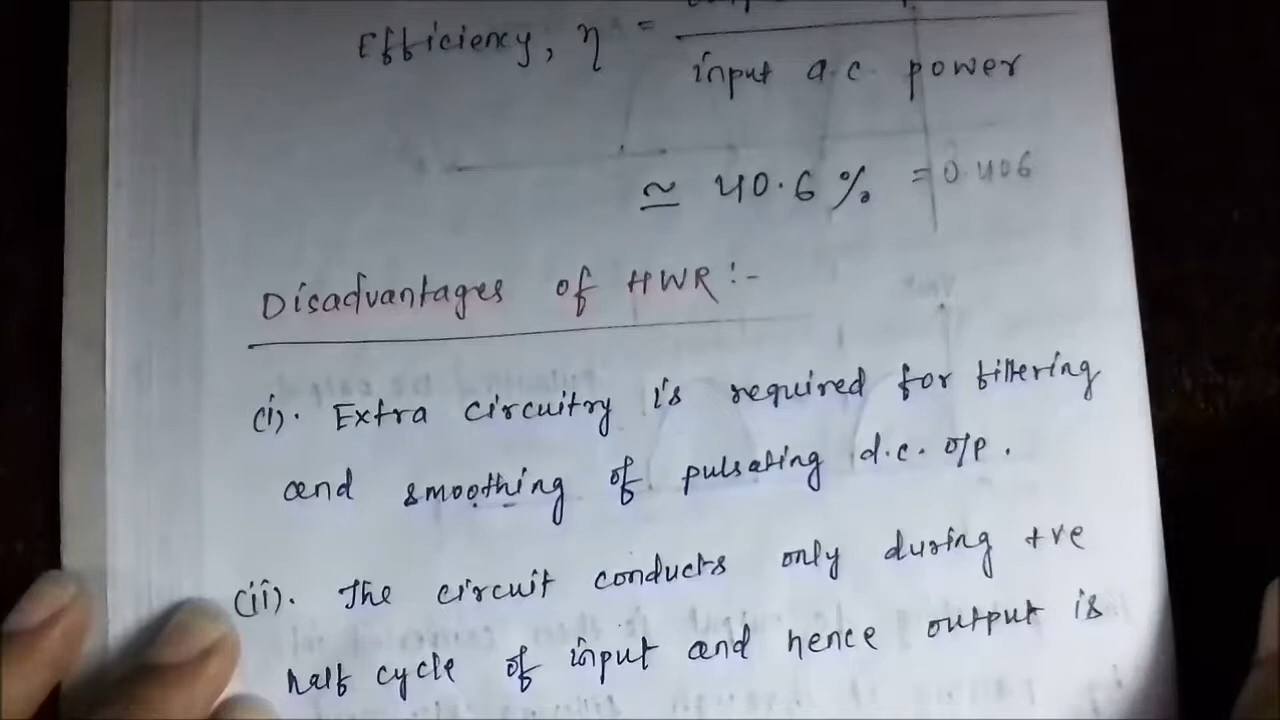 Efficiency, η =
input a.c. power
≃ 40.6 % = 0.406
Disadvantages of HWR :-
(i). Extra circuitry is required for filtering
and smoothing of pulsating d.c. o/p.
(ii). The circuit conducts only during +ve
half cycle of input and hence output is